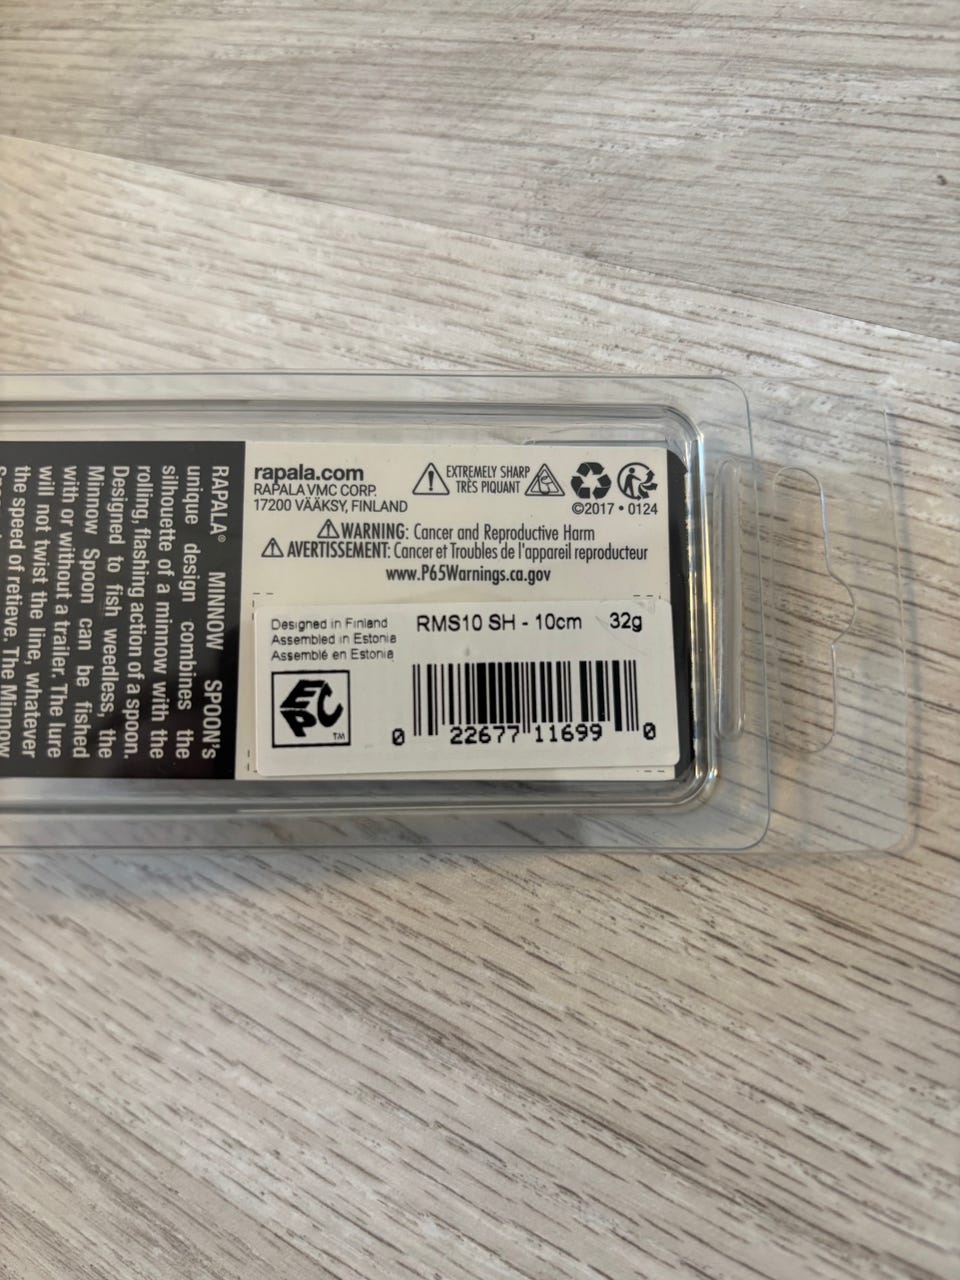 rapala.com
RAPALA VMC CORP.
17200 VÄÄKSY, FINLAND
EXTREMELY SHARP
TRÈS PIQUANT
©2017 • 0124
WARNING: Cancer and Reproductive Harm
AVERTISSEMENT: Cancer et Troubles de l'appareil reproducteur
www.P65Warnings.ca.gov
Designed in Finland
Assembled in Estonia
Assemblé en Estonia
RMS10 SH - 10cm 32g
EPC
TM
0 22677 11699 0
RAPALA® MINNOW SPOON's
unique design combines the
silhouette of a minnow with the
rolling, flashing action of a spoon.
Designed to fish weedless, the
Minnow Spoon can be fished
with or without a trailer. The lure
will not twist the line, whatever
the speed of retieve. The Minnow